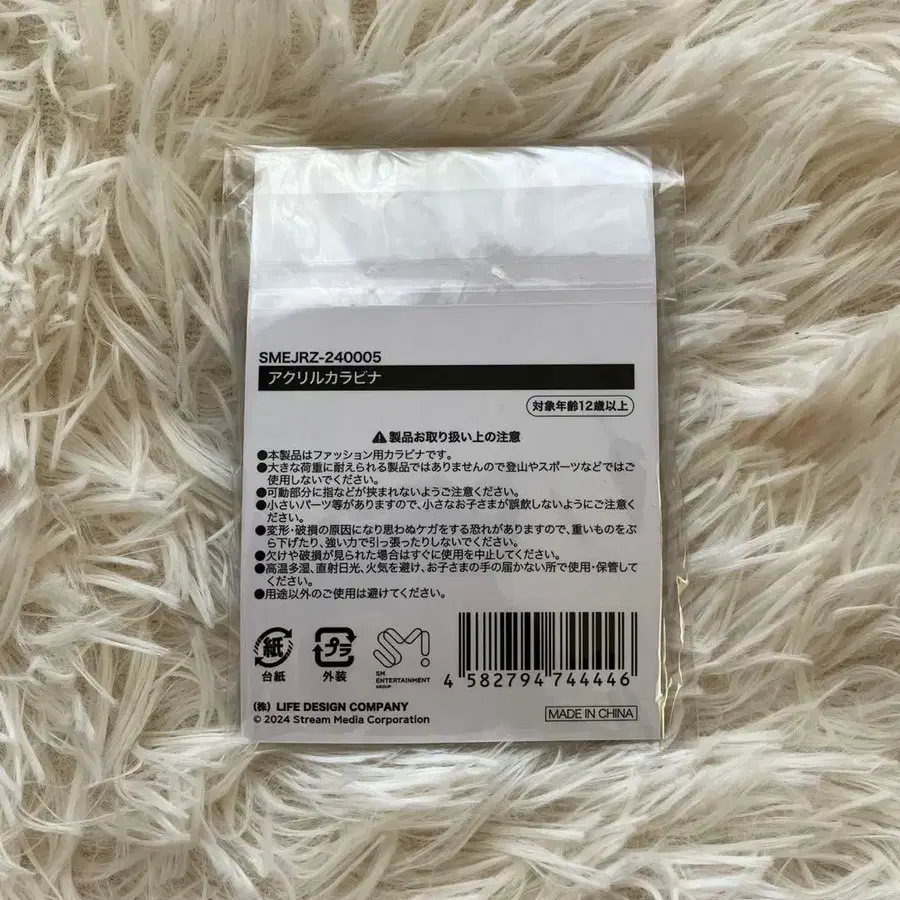 SMEJRZ-240005
アクリルカラビナ
対象年齢12歳以上
⚠製品お取り扱い上の注意
●本製品はファッション用カラビナです。
●大きな荷重に耐えられる製品ではありませんので登山やスポーツなどではご
使用しないでください。
●可動部分に指などが挟まれないようご注意ください。
●小さいパーツ等がありますので、小さなお子さまが誤飲しないようにご注意く
ださい。
●変形・破損の原因になり思わぬケガをする恐れがありますので、重いものをぶ
ら下げたり、強い力で引っ張ったりしないでください。
●欠けや破損が見られた場合はすぐに使用を中止してください。
●高温多湿、直射日光、火気を避け、お子さまの手の届かない所で使用・保管して
ください。
●用途以外のご使用は避けてください。
紙
台紙
プラ
外装
SM
SM
ENTERTAINMENT
GROUP
4 582794 744446
(株) LIFE DESIGN COMPANY
© 2024 Stream Media Corporation
MADE IN CHINA